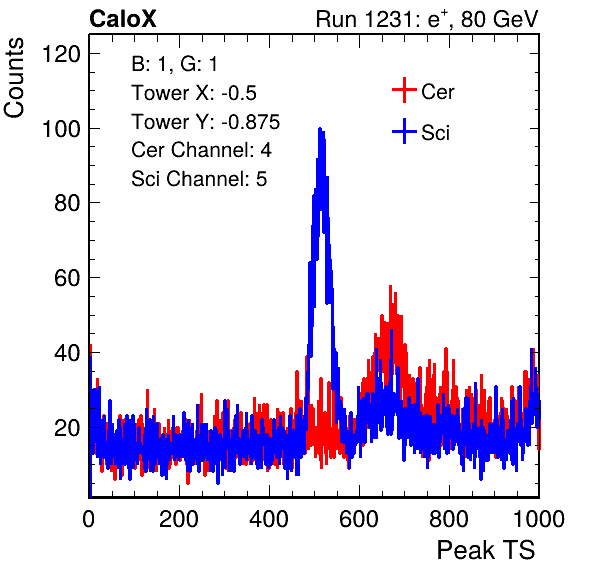 CaloX Run 1231: e⁺, 80 GeV
Counts
B: 1, G: 1
Tower X: -0.5
Tower Y: -0.875
Cer Channel: 4
Sci Channel: 5
Cer
Sci
120
100
80
60
40
20
0 200 400 600 800 1000
Peak TS